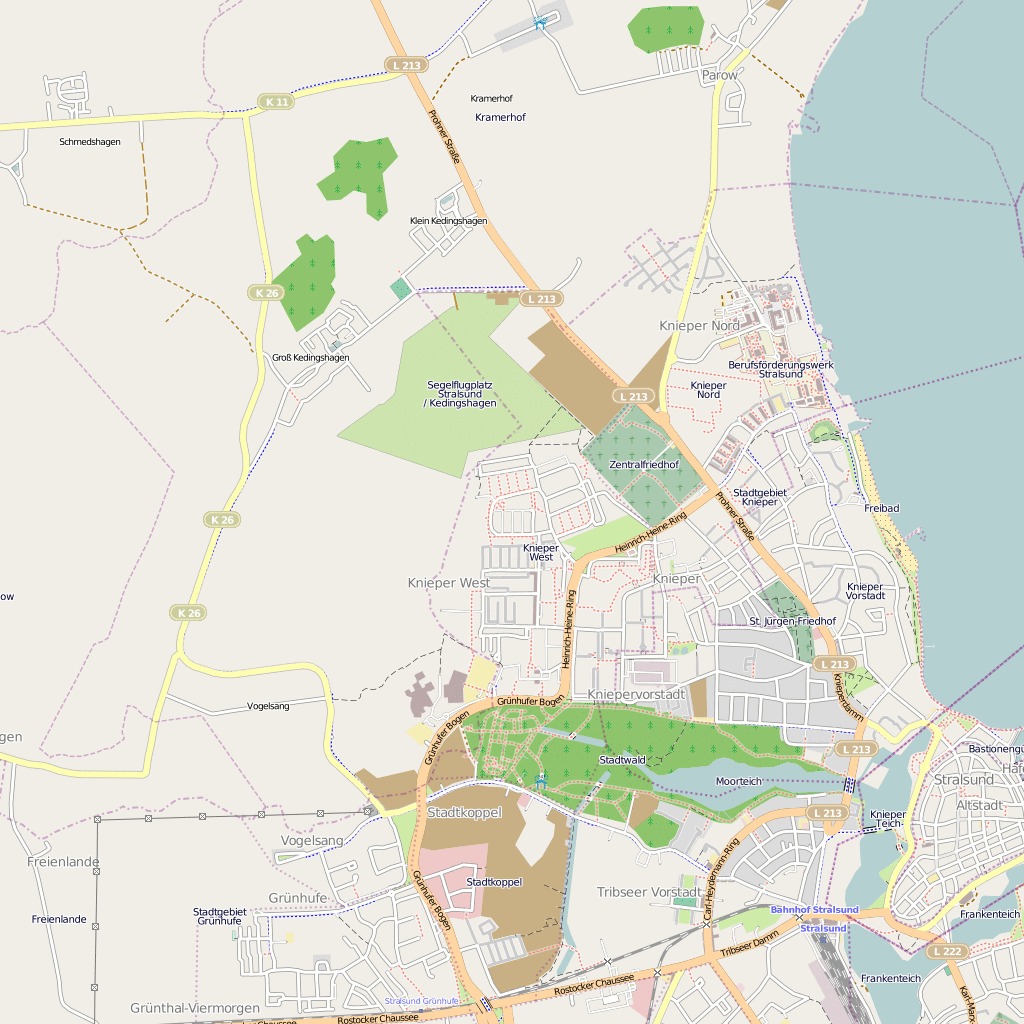 L 213
Parow
K 11
Kramerhof
Kramerhof
Prohner Straße
Schmedshagen
Klein Kedingshagen
K 26
L 213
Knieper Nord
Groß Kedingshagen
Berufsförderungswerk
Stralsund
Segelflugplatz
Stralsund
/ Kedingshagen
Knieper
Nord
L 213
Zentralfriedhof
Stadtgebiet
Knieper
Prohner Straße
Freibad
K 26
Heinrich-Heine-Ring
Knieper
West
Knieper West
Knieper
Knieper
Vorstadt
ow
K 26
Heinrich-Heine-Ring
St. Jürgen-Friedhof
L 213
Kniepervorstadt
Grünhufer Bogen
Knieperdamm
Vogelsang
Grünhufer Bogen
gen
L 213
Bastionengü
Stadtwald
Haf
Moorteich
Stralsund
Altstadt
Stadtkoppel
L 213
Knieper
Teich
Vogelsang
Freienlande
Carl-Heydemann-Ring
Stadtkoppel
Tribseer Vorstadt
Grünhufe
Grünhufer Bogen
Freienlande
Stadtgebiet
Grünhufe
Bahnhof Stralsund
Stralsund
Frankenteich
Tribseer Damm
L 222
Rostocker Chaussee
Frankenteich
Karl-Marx
Stralsund Grünhufe
Grünthal-Viermorgen
Rostocker Chaussee
cker Chaussee